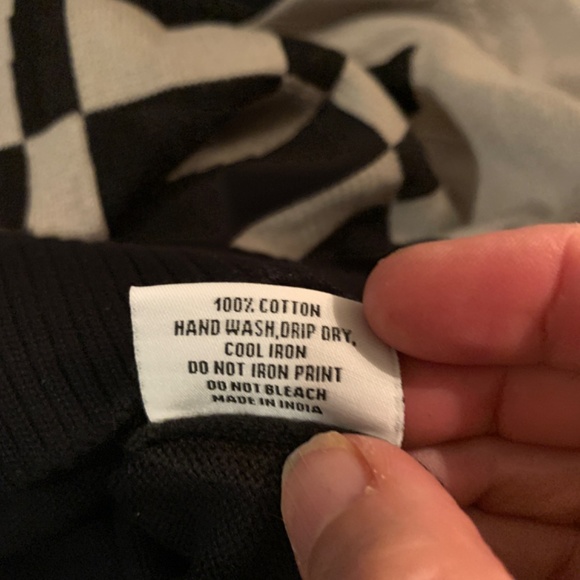 100% COTTON
HAND WASH,DRIP DRY,
COOL IRON
DO NOT IRON PRINT
DO NOT BLEACH
MADE IN INDIA